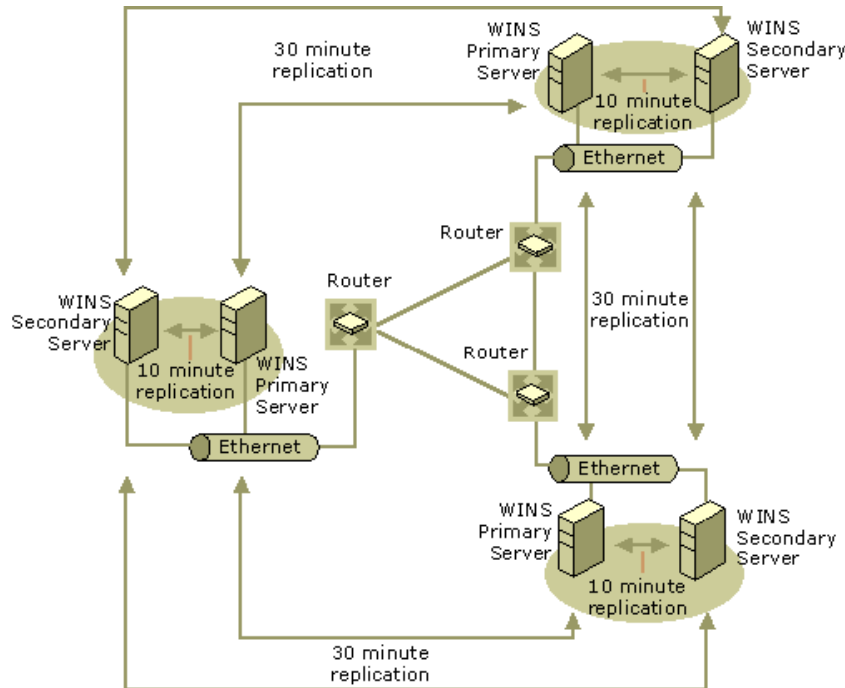 30 minute
replication
WINS
Primary
Server
WINS
Secondary
Server
10 minute
replication
Ethernet
Router
Router
30 minute
replication
WINS
Secondary
Server
10 minute
replication
WINS
Primary
Server
Router
Ethernet
Ethernet
WINS
Primary
Server
WINS
Secondary
Server
10 minute
replication
30 minute
replication